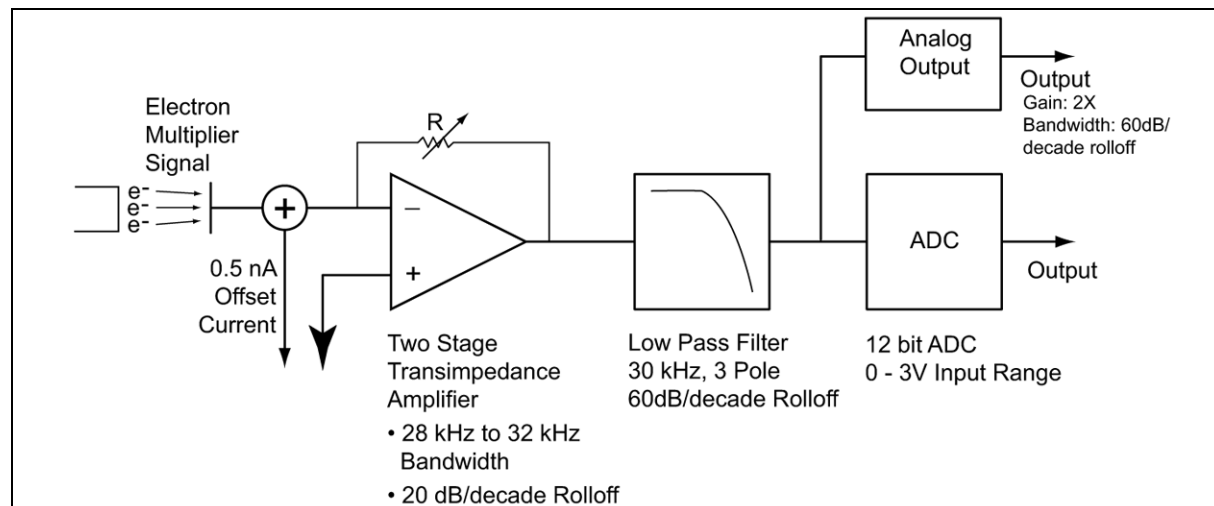 Electron
Multiplier
Signal
e-
e-
e-
+
0.5 nA
Offset
Current
R
–
+
Two Stage
Transimpedance
Amplifier
• 28 kHz to 32 kHz
Bandwidth
• 20 dB/decade Rolloff
Low Pass Filter
30 kHz, 3 Pole
60dB/decade Rolloff
Analog
Output
Output
Gain: 2X
Bandwidth: 60dB/
decade rolloff
ADC
Output
12 bit ADC
0 - 3V Input Range